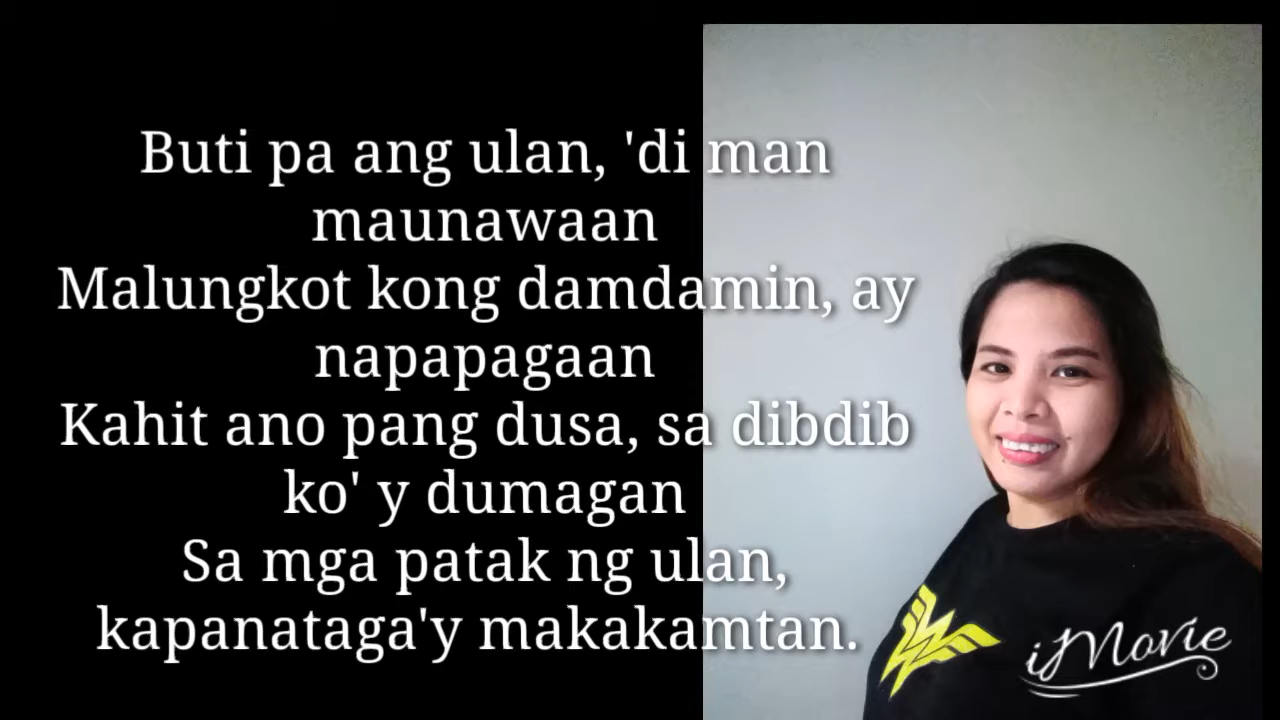 Buti pa ang ulan, 'di man
maunawaan
Malungkot kong damdamin, ay
napapagaan
Kahit ano pang dusa, sa dibdib
ko' y dumagan
Sa mga patak ng ulan,
kapanataga'y makakamtan.
iMovie